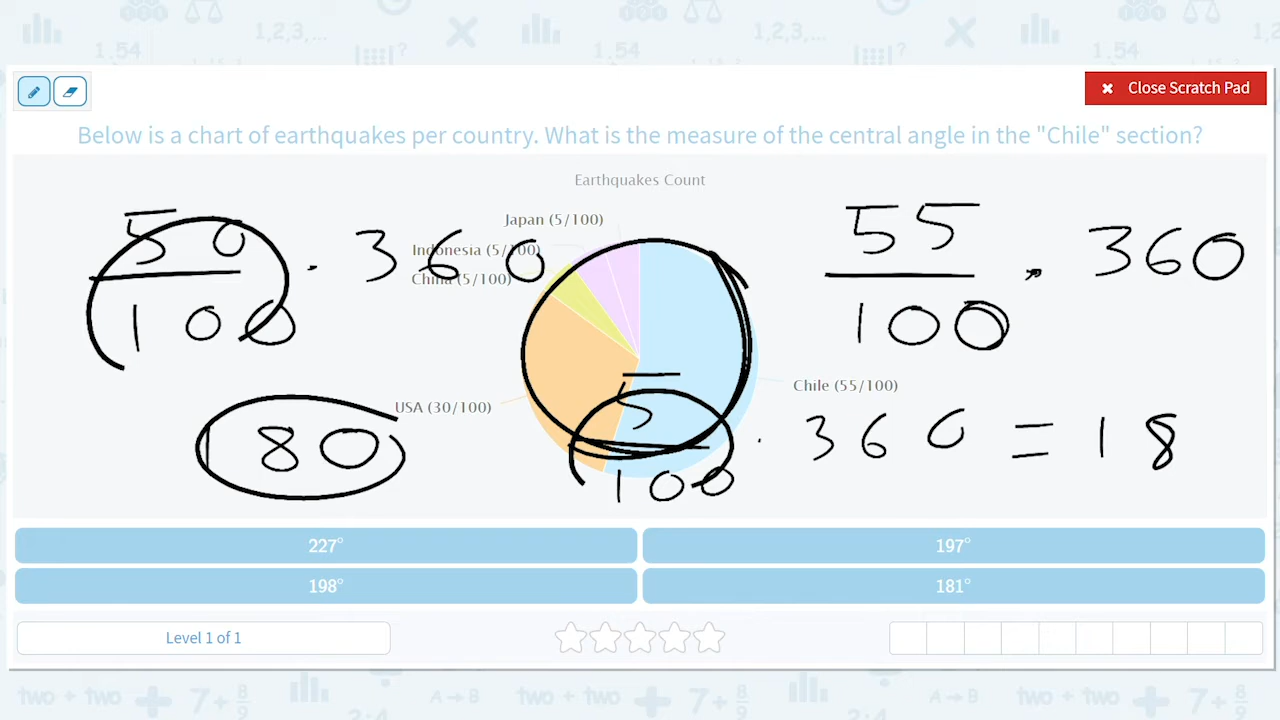 Close Scratch Pad
Below is a chart of earthquakes per country. What is the measure of the central angle in the "Chile" section?
Earthquakes Count
Japan (5/100)
Indonesia (5/100)
China (5/100)
Chile (55/100)
USA (30/100)
50
100
· 360
55
100
· 360
180
5
100
· 360 = 18
227°
197°
198°
181°
Level 1 of 1